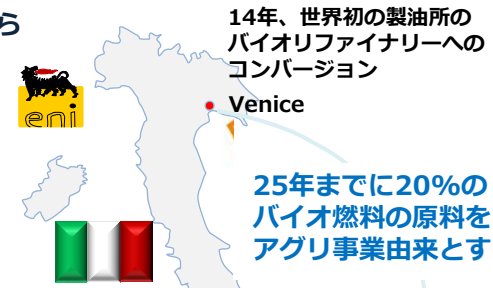 ら
14年、世界初の製油所の
バイオリファイナリーへの
コンバージョン
eni
Venice
25年までに20%の
バイオ燃料の原料を
アグリ事業由来とす